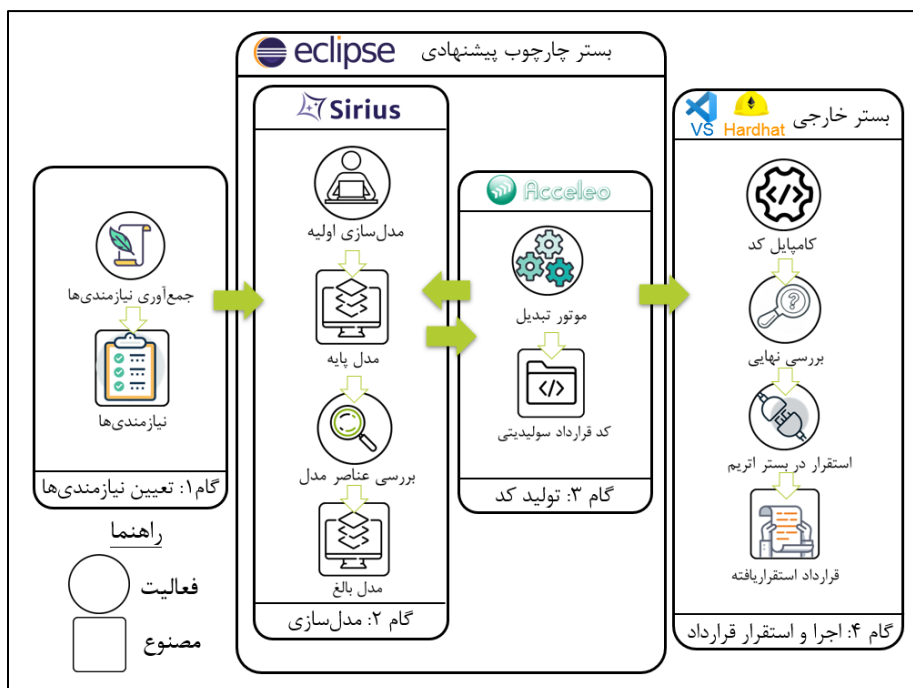 بستر چارچوب پیشنهادی eclipse
جمع‌آوری نیازمندی‌ها
نیازمندی‌ها
گام۱: تعیین نیازمندی‌ها
Sirius
مدل‌سازی اولیه
مدل پایه
بررسی عناصر مدل
مدل بالغ
گام ۲: مدل‌سازی
Acceleo
موتور تبدیل
کد قرارداد سولیدیتی
گام ۳: تولید کد
بستر خارجی
VS Hardhat
کامپایل کد
بررسی نهایی
استقرار در بستر اتریم
قرارداد استقراریافته
گام ۴: اجرا و استقرار قرارداد
راهنما
فعالیت
مصنوع